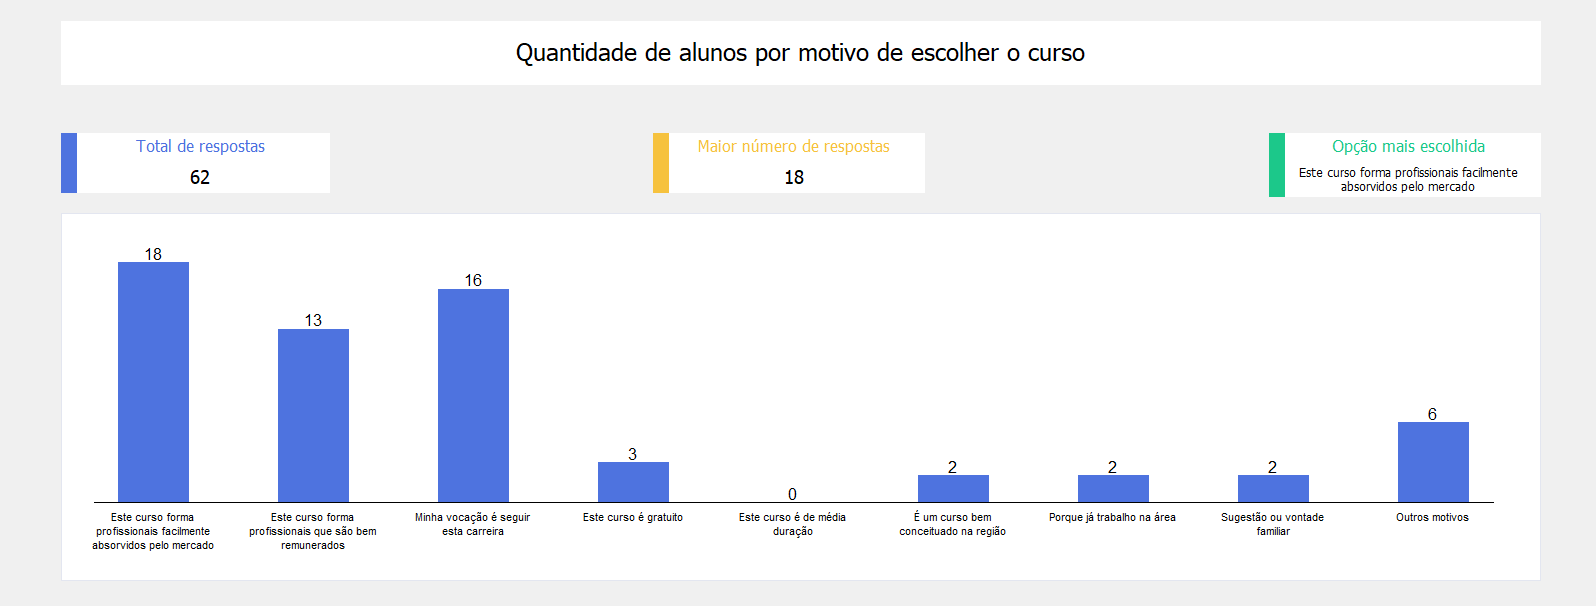 Quantidade de alunos por motivo de escolher o curso
Total de respostas
62
Maior número de respostas
18
Opção mais escolhida
Este curso forma profissionais facilmente
absorvidos pelo mercado
18
13
16
3
0
2
2
2
6
Este curso forma
profissionais facilmente
absorvidos pelo mercado
Este curso forma
profissionais que são bem
remunerados
Minha vocação é seguir
esta carreira
Este curso é gratuito
Este curso é de média
duração
É um curso bem
conceituado na região
Porque já trabalho na área
Sugestão ou vontade
familiar
Outros motivos